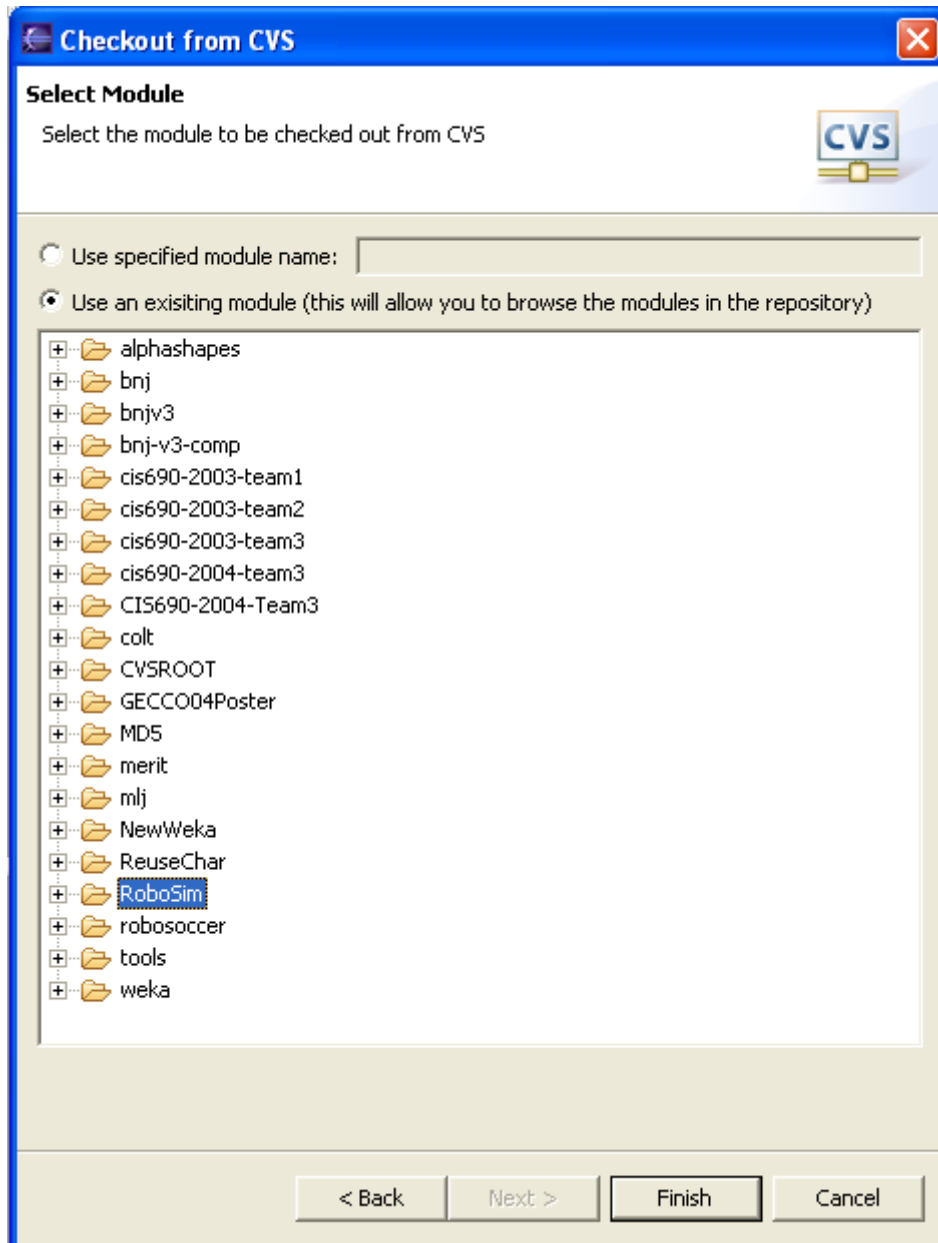 Checkout from CVS
Select Module
Select the module to be checked out from CVS
CVS
Use specified module name:
Use an exisiting module (this will allow you to browse the modules in the repository)
alphashapes
bnj
bnjv3
bnj-v3-comp
cis690-2003-team1
cis690-2003-team2
cis690-2003-team3
cis690-2004-team3
CIS690-2004-Team3
colt
CVSROOT
GECCO04Poster
MD5
merit
mlj
NewWeka
ReuseChar
RoboSim
robosoccer
tools
weka
< Back Next > Finish Cancel